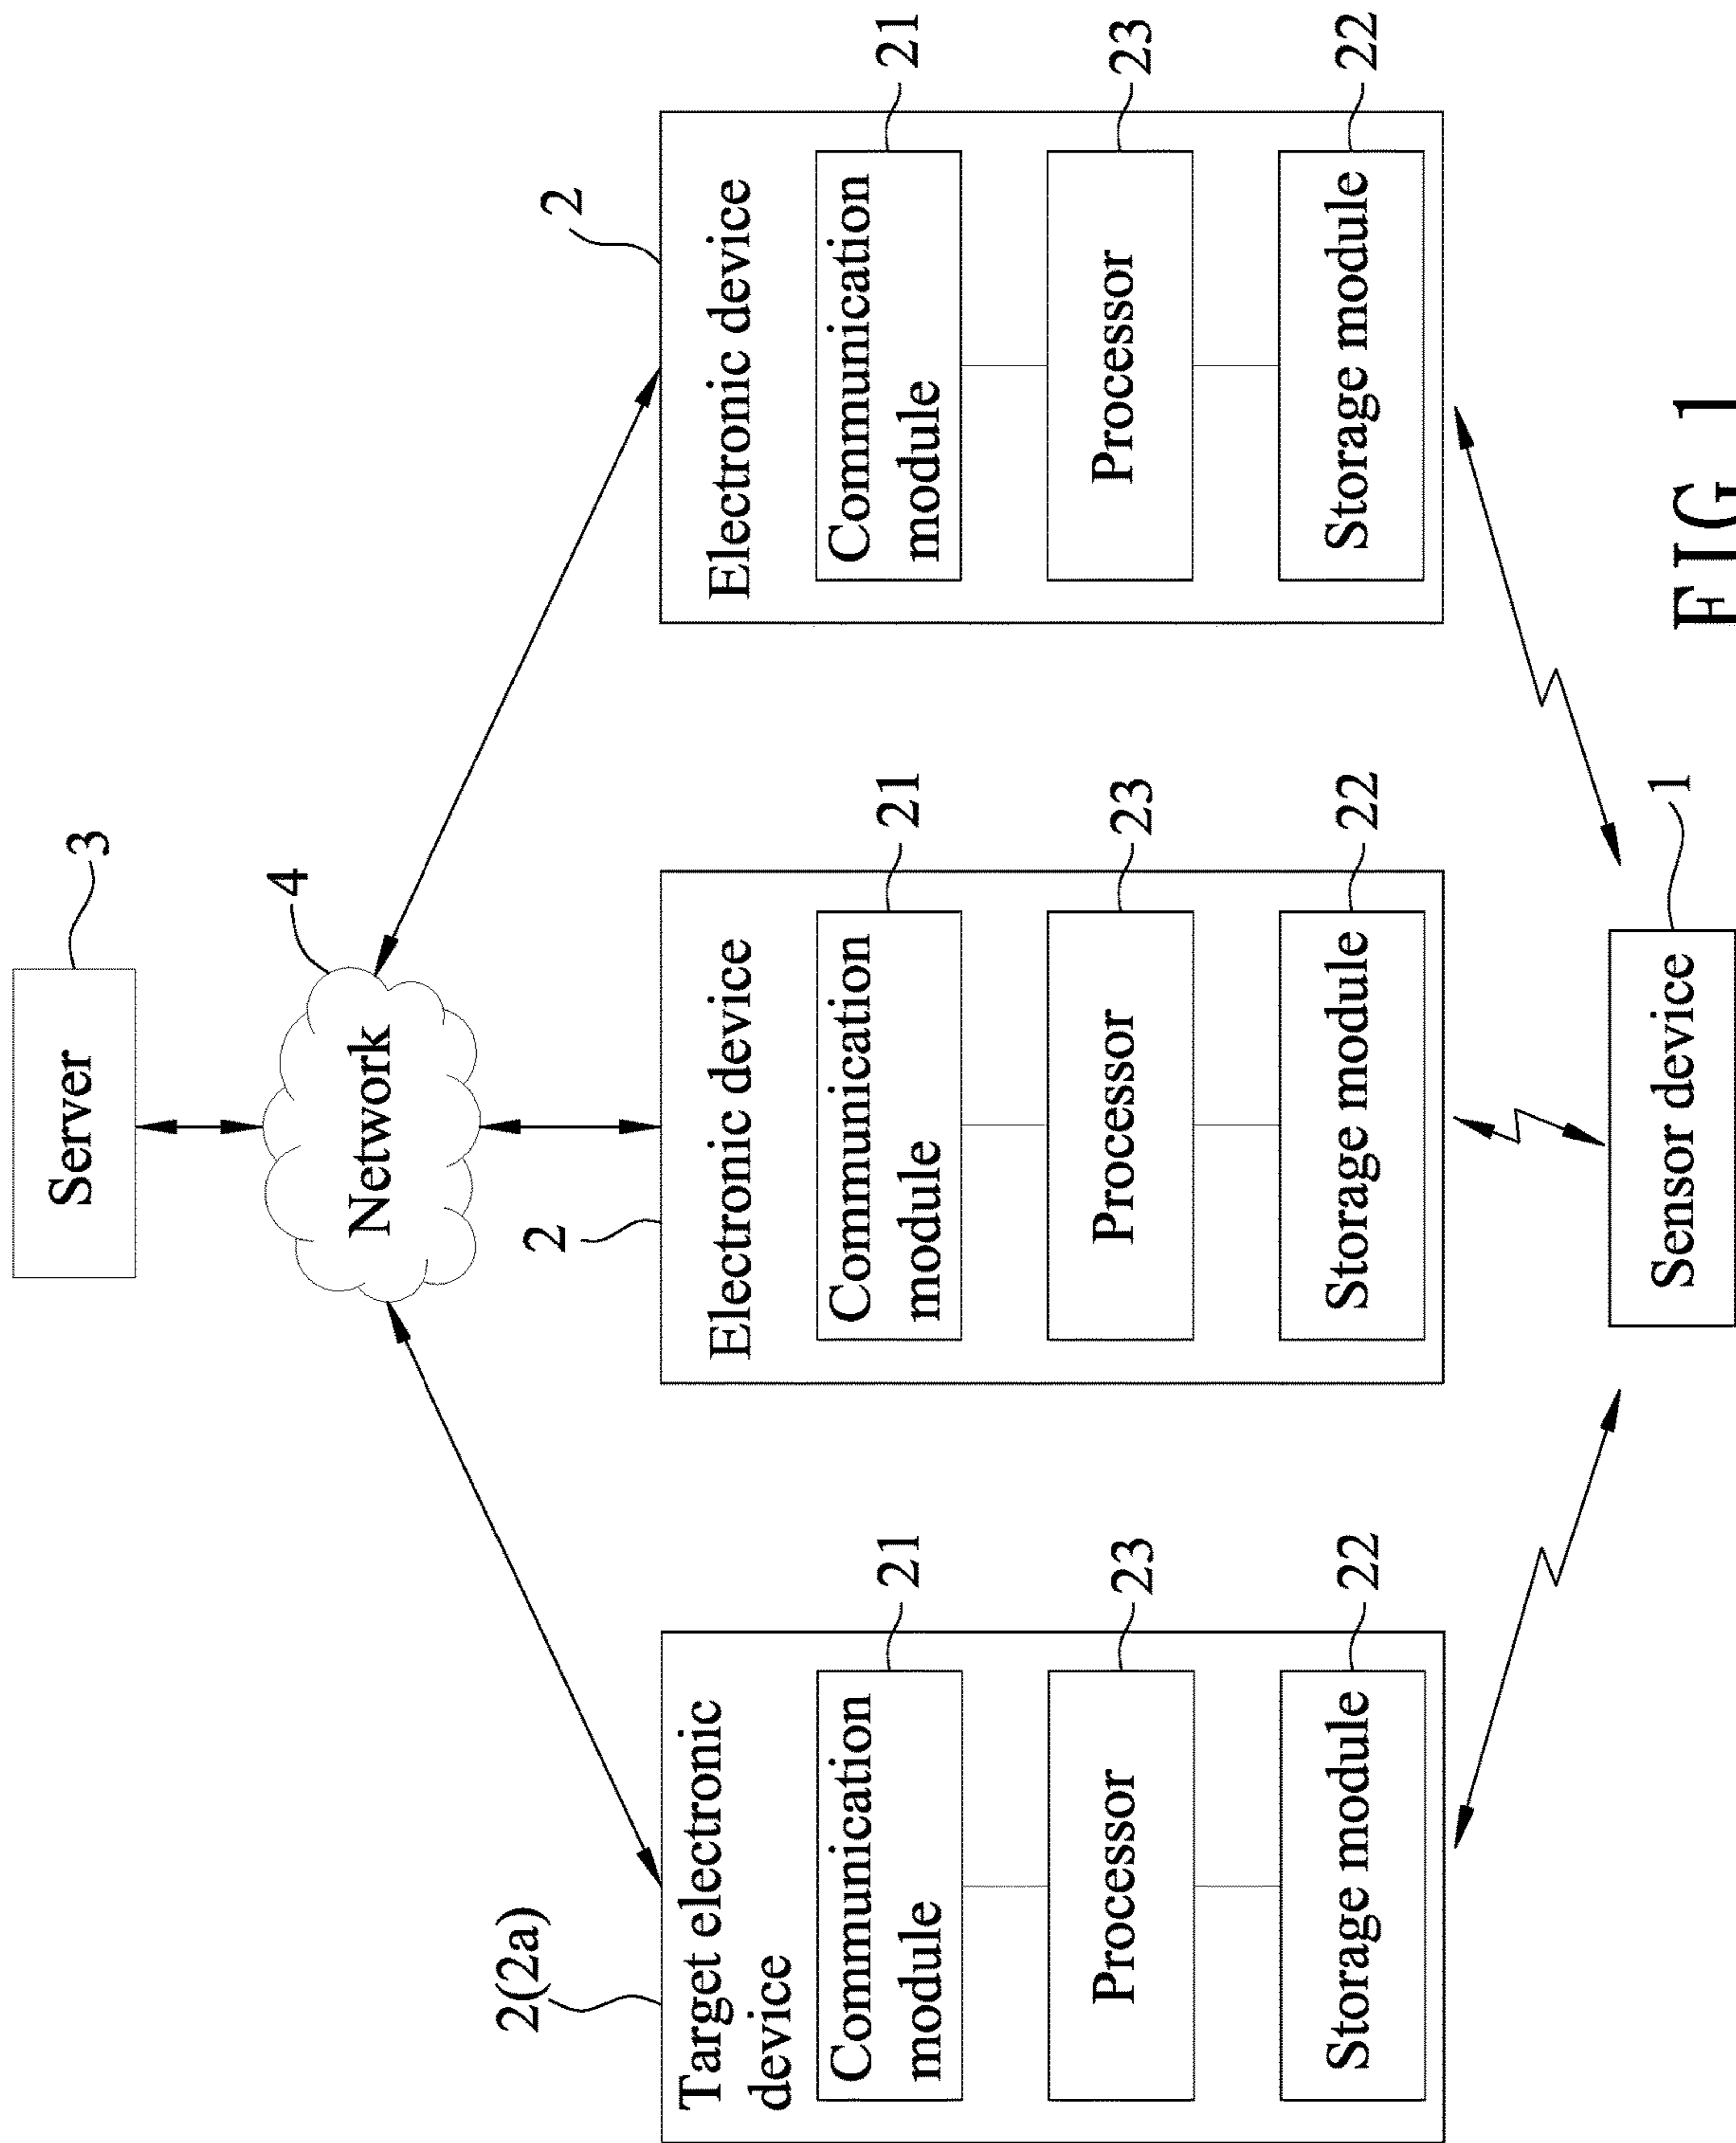 Server
3
Network
4
2(2a)
Target electronic
device
Communication
module
21
Processor
23
Storage module
22
2
Electronic device
Communication
module
21
Processor
23
Storage module
22
2
Electronic device
Communication
module
21
Processor
23
Storage module
22
Sensor device
1
FIG 1